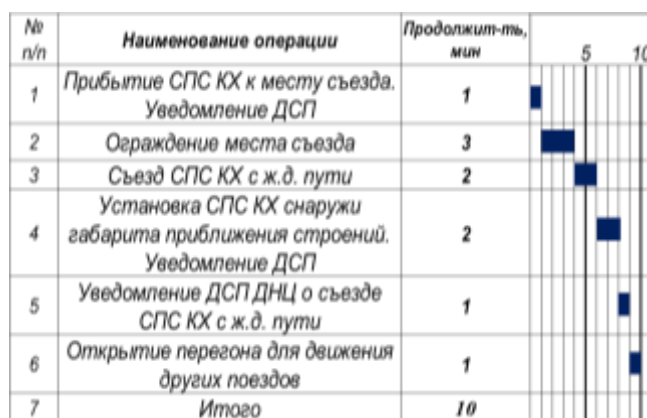 № п/п Наименование операции Продолжит-ть, мин 5 10
1 Прибытие СПС КХ к месту съезда. Уведомление ДСП 1
2 Ограждение места съезда 3
3 Съезд СПС КХ с ж.д. пути 2
4 Установка СПС КХ снаружи габарита приближения строений. Уведомление ДСП 2
5 Уведомление ДСП ДНЦ о съезде СПС КХ с ж.д. пути 1
6 Открытие перегона для движения других поездов 1
7 Итого 10